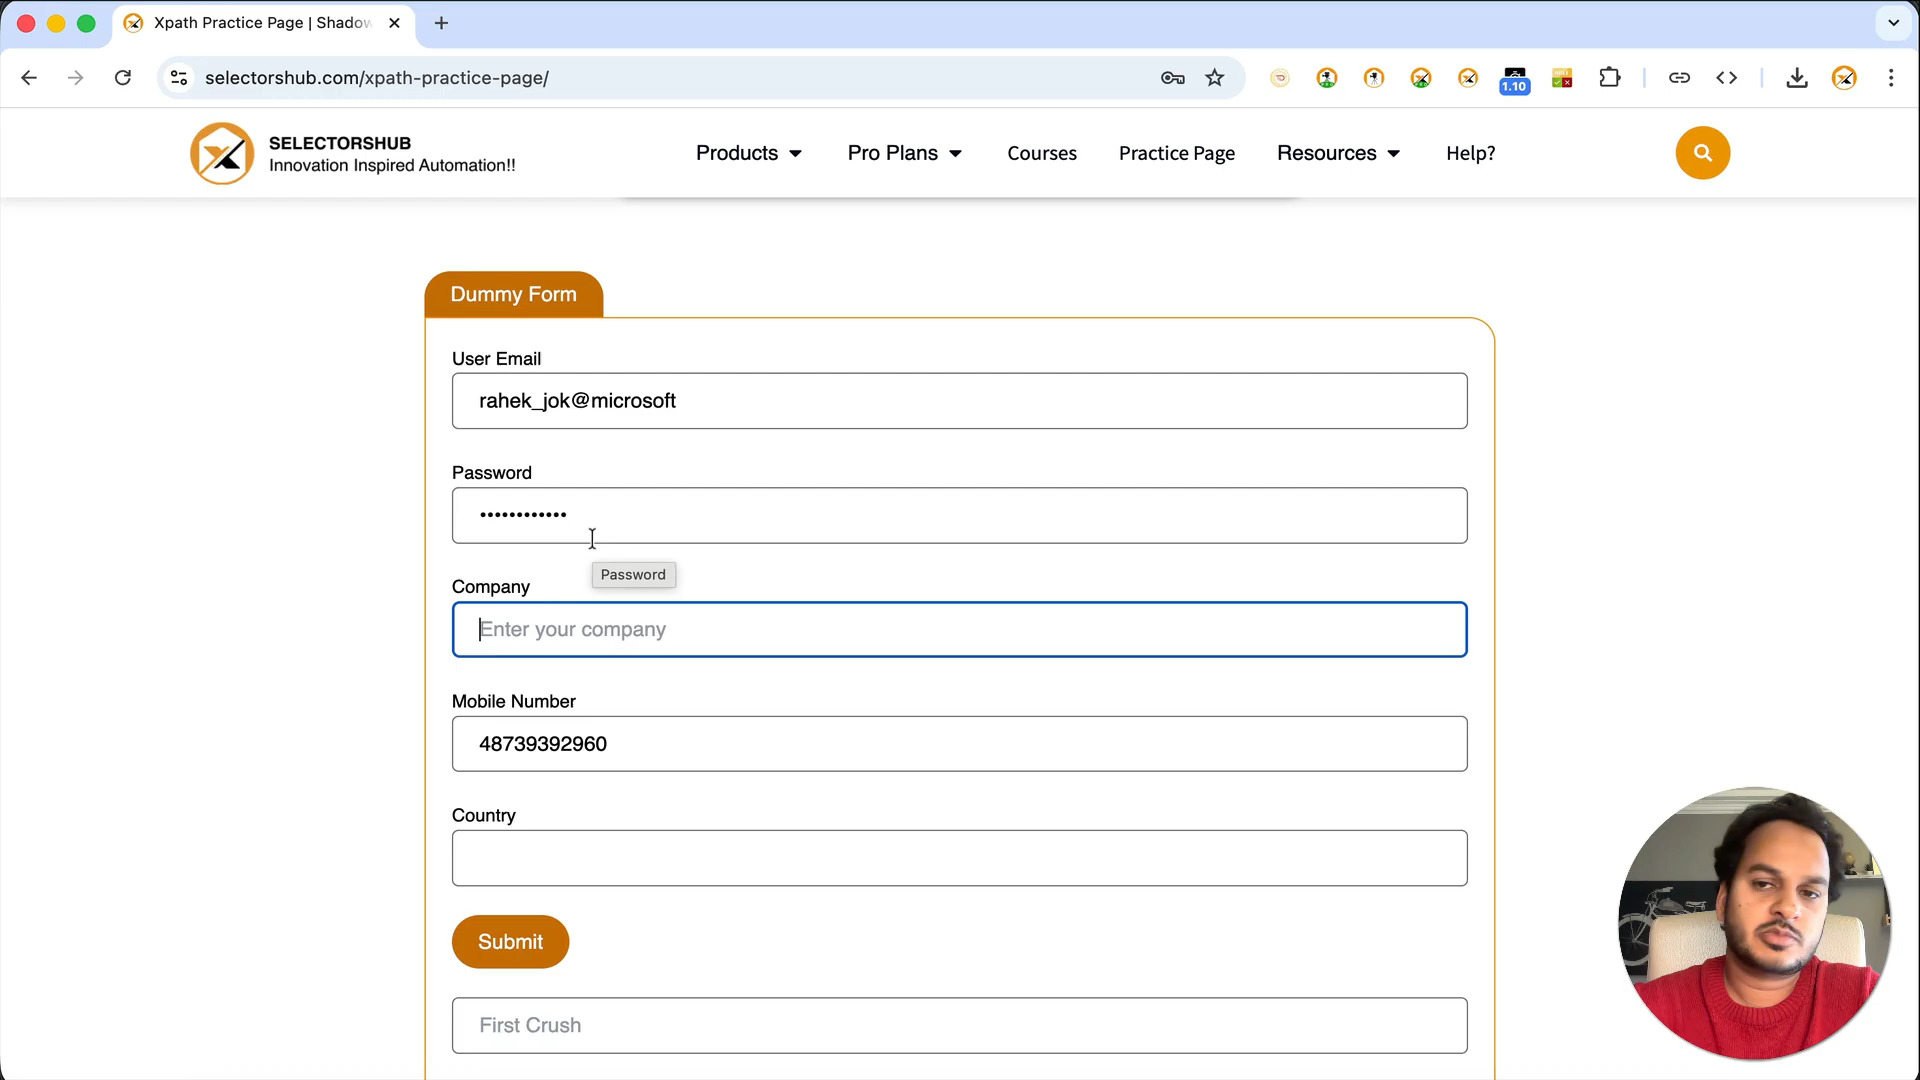 Xpath Practice Page | Shadow
selectorshub.com/xpath-practice-page/
1.10
SELECTORSHUB
Innovation Inspired Automation!!
Products
Pro Plans
Courses
Practice Page
Resources
Help?
Dummy Form
User Email
rahek_jok@microsoft
Password
••••••••••••
Password
Company
Enter your company
Mobile Number
48739392960
Country
Submit
First Crush